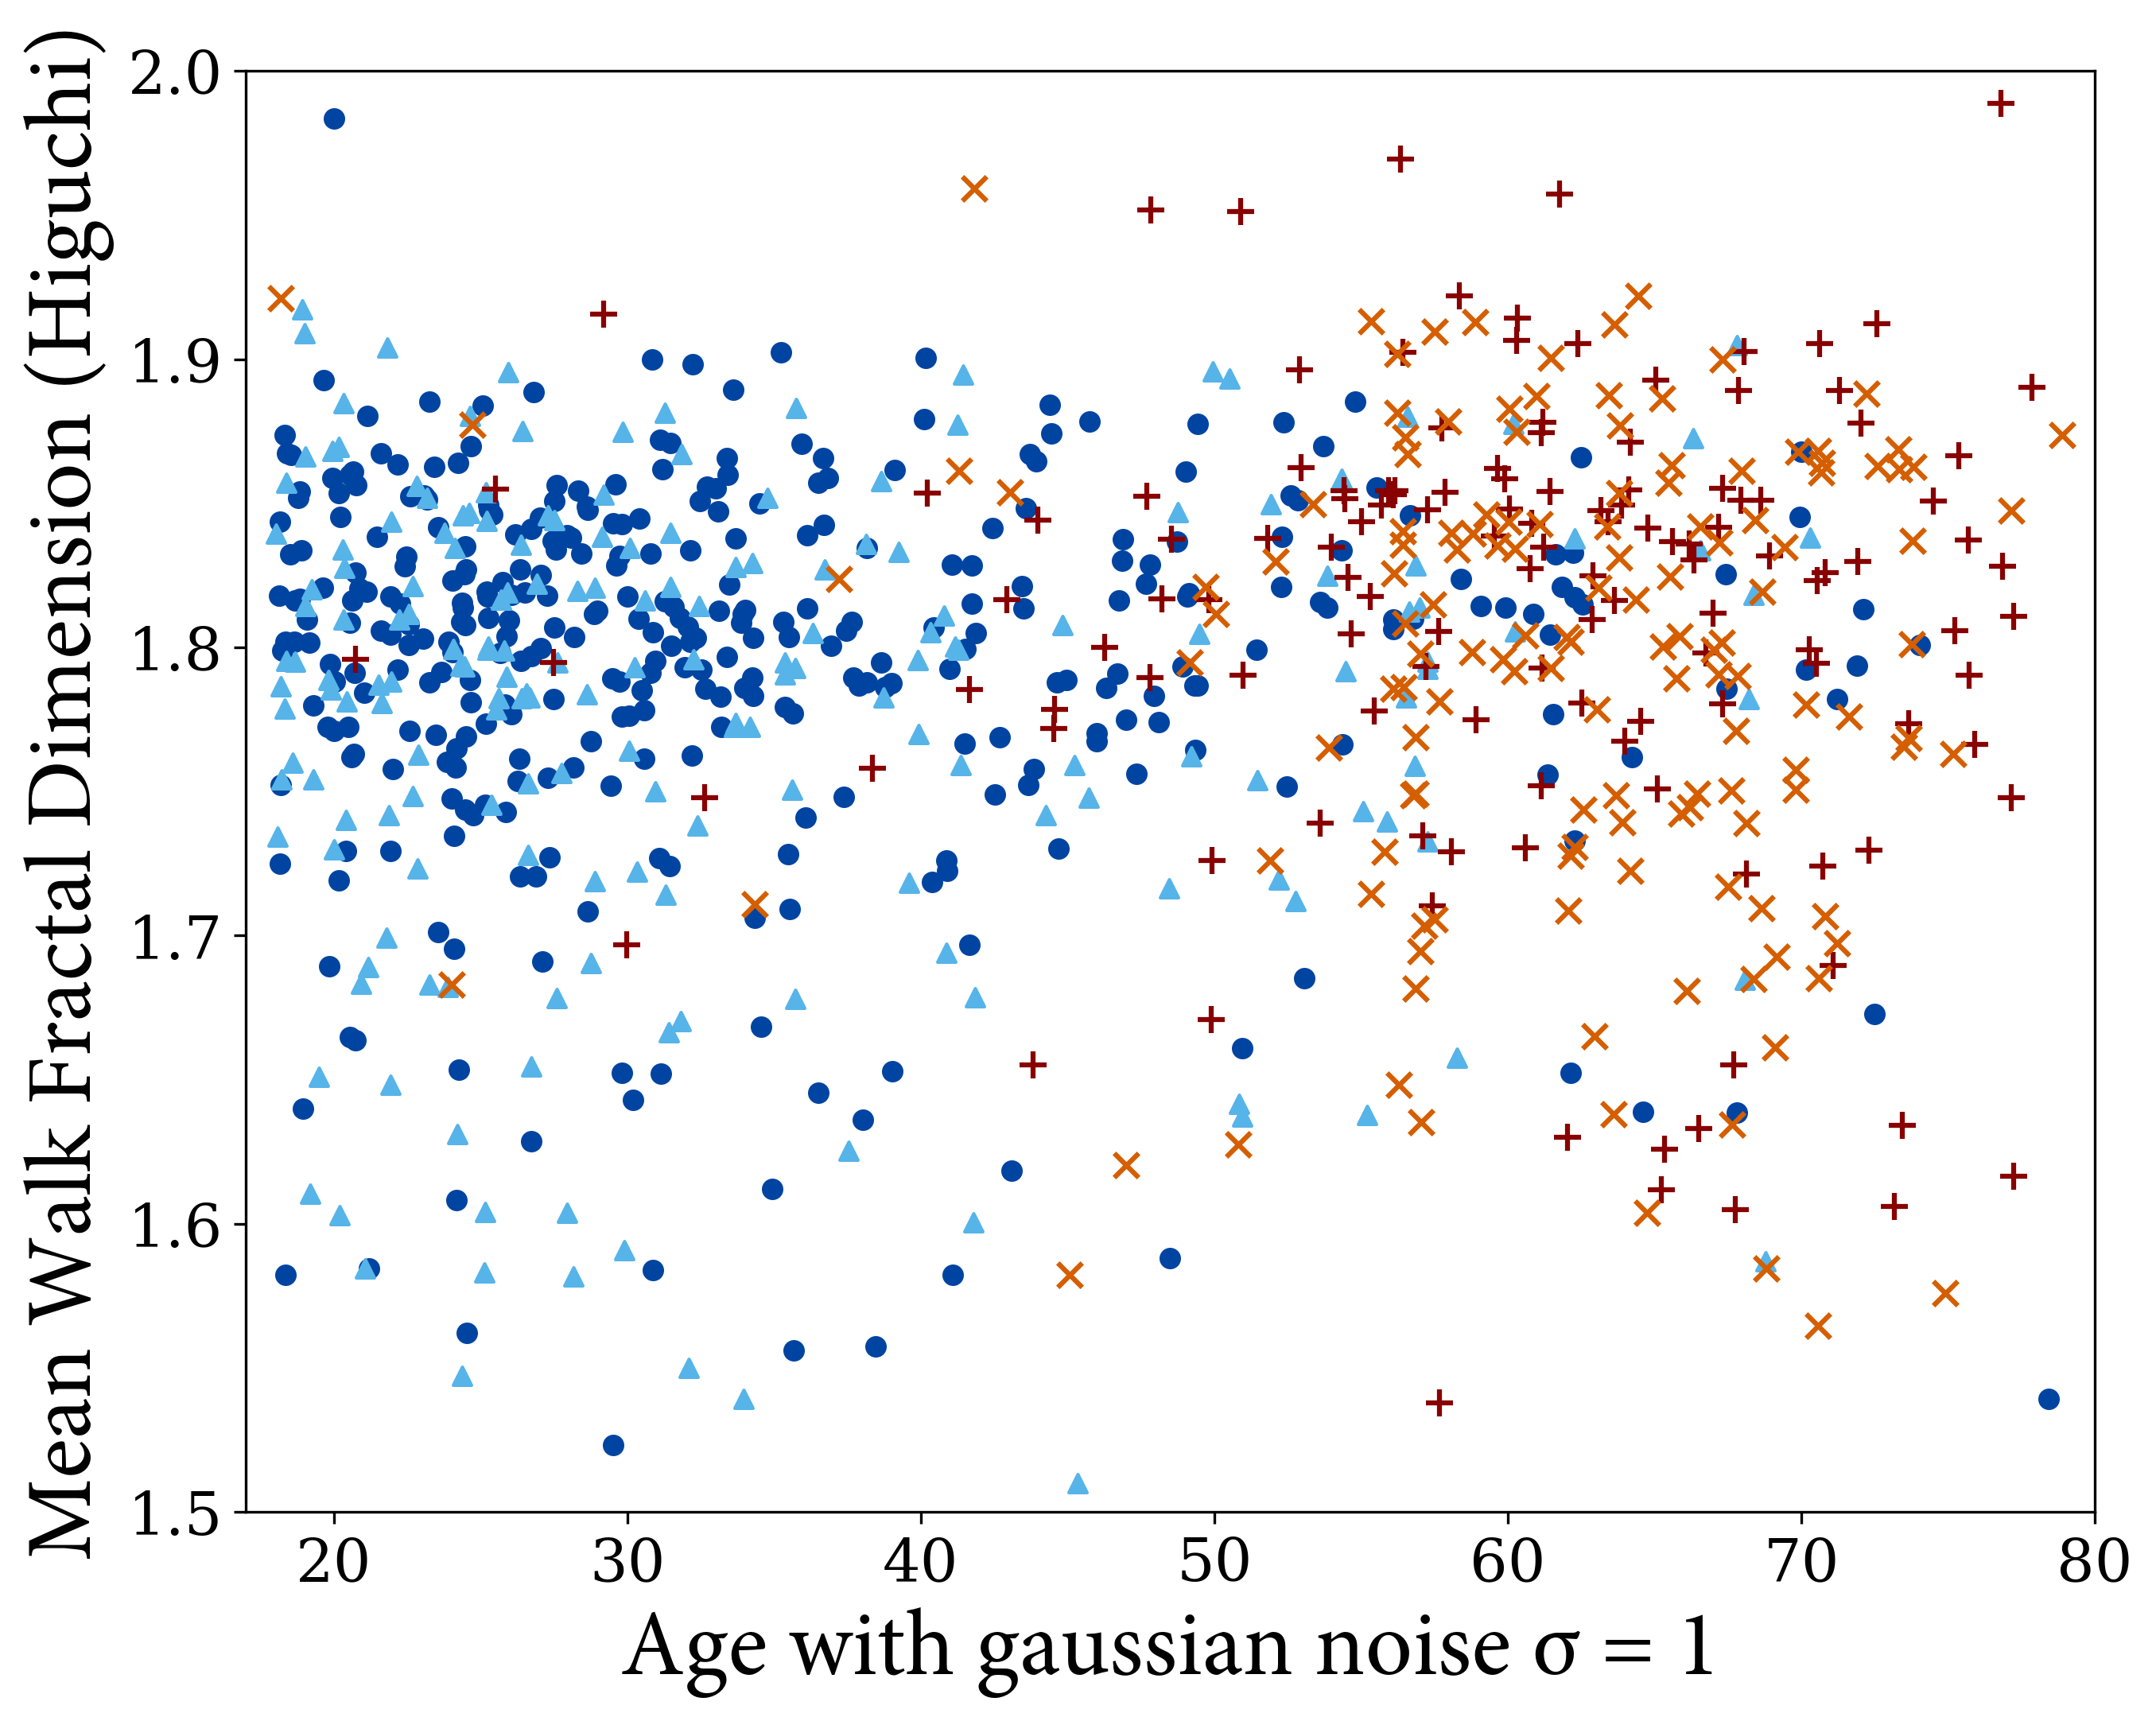 Mean Walk Fractal Dimension (Higuchi)
2.0
1.9
1.8
1.7
1.6
1.5
20 30 40 50 60 70 80
Age with gaussian noise σ = 1